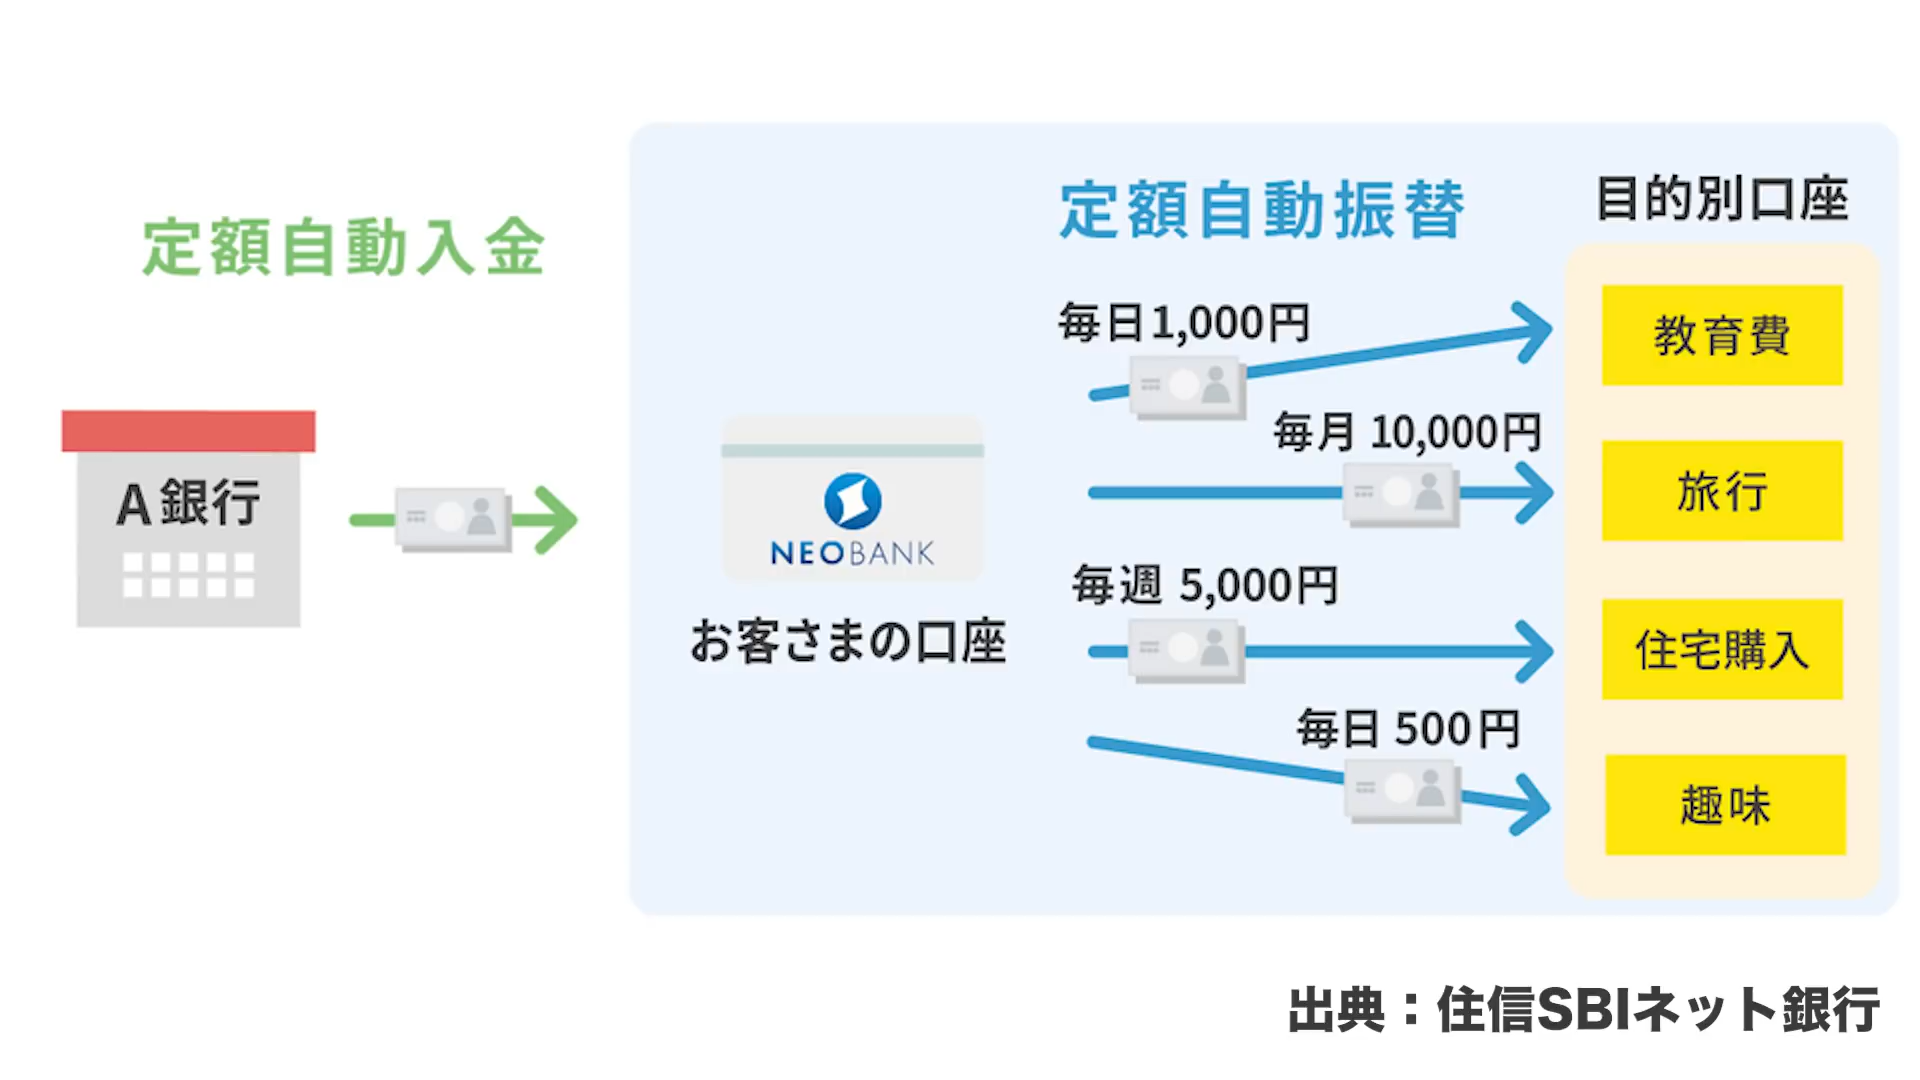 定額自動入金
A銀行
NEOBANK
お客さまの口座
定額自動振替
目的別口座
毎日1,000円
教育費
毎月 10,000円
旅行
毎週 5,000円
住宅購入
毎日 500円
趣味
出典：住信SBIネット銀行